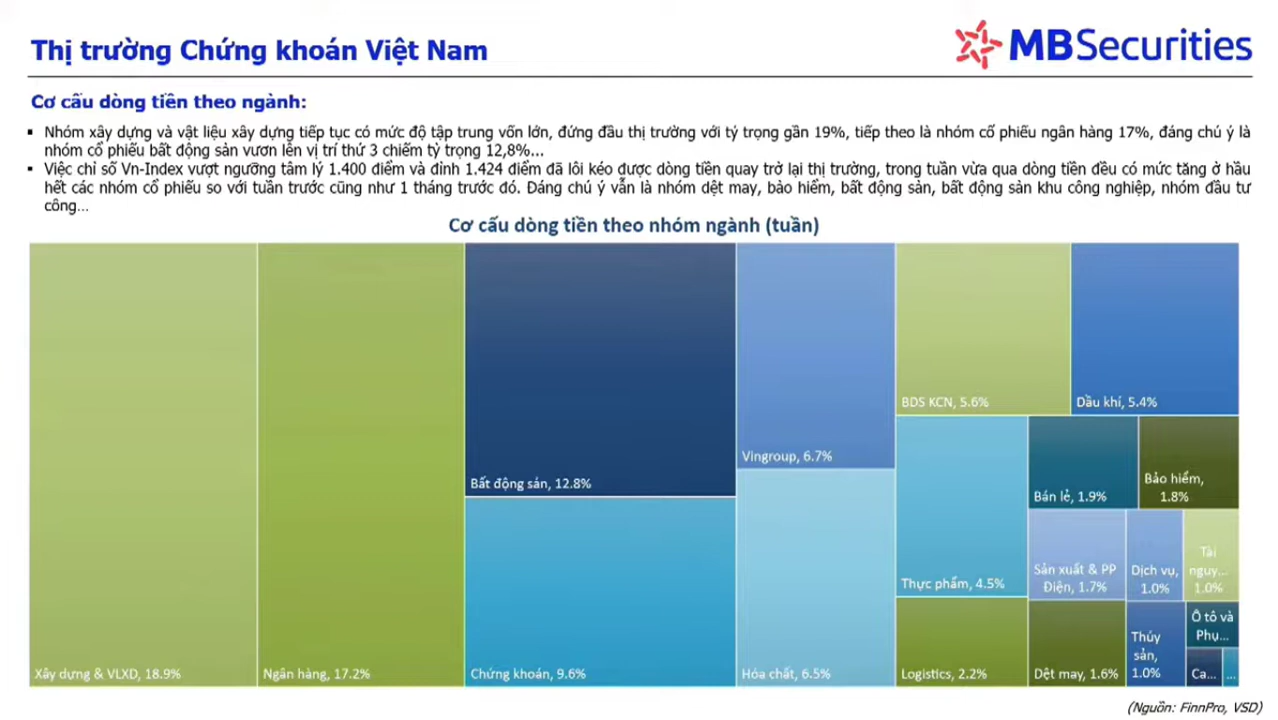 Thị trường Chứng khoán Việt Nam
MBSecurities
Cơ cấu dòng tiền theo ngành:
▪ Nhóm xây dựng và vật liệu xây dựng tiếp tục có mức độ tập trung vốn lớn, đứng đầu thị trường với tỷ trọng gần 19%, tiếp theo là nhóm cổ phiếu ngân hàng 17%, đáng chú ý là
nhóm cổ phiếu bất động sản vươn lên vị trí thứ 3 chiếm tỷ trọng 12,8%...
▪ Việc chỉ số Vn-Index vượt ngưỡng tâm lý 1.400 điểm và đỉnh 1.424 điểm đã lôi kéo được dòng tiền quay trở lại thị trường, trong tuần vừa qua dòng tiền đều có mức tăng ở hầu
hết các nhóm cổ phiếu so với tuần trước cũng như 1 tháng trước đó. Đáng chú ý vẫn là nhóm dệt may, bảo hiểm, bất động sản, bất động sản khu công nghiệp, nhóm đầu tư
công...
Cơ cấu dòng tiền theo nhóm ngành (tuần)
Xây dựng & VLXD, 18.9%
Ngân hàng, 17.2%
Bất động sản, 12.8%
Chứng khoán, 9.6%
Vingroup, 6.7%
Hóa chất, 6.5%
BDS KCN, 5.6%
Dầu khí, 5.4%
Thực phẩm, 4.5%
Logistics, 2.2%
Bán lẻ, 1.9%
Bảo hiểm,
1.8%
Sản xuất & PP
Điện, 1.7%
Dệt may, 1.6%
Dịch vụ,
1.0%
Tài
nguy...
1.0%
Thủy
sản,
1.0%
Ô tô và
Phụ...
Ca...
...
(Nguồn: FinnPro, VSD)